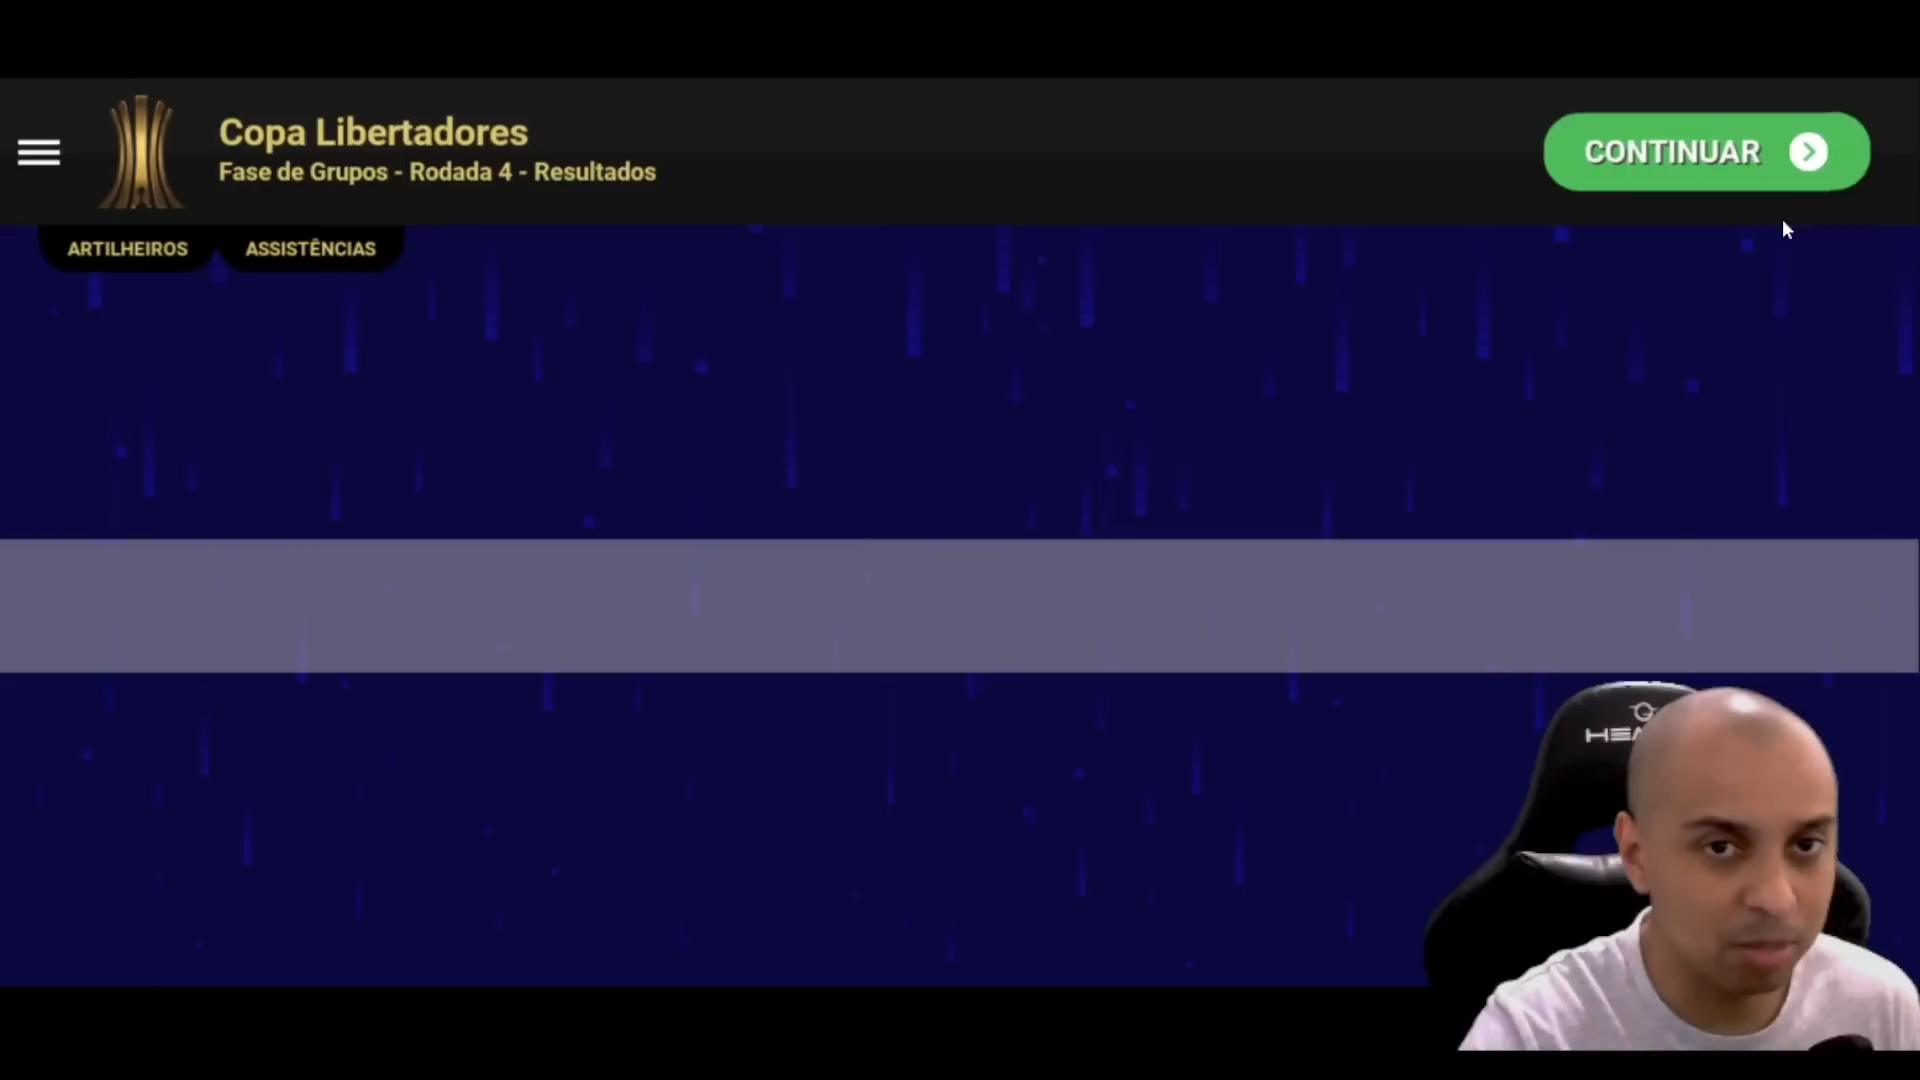 Copa Libertadores
Fase de Grupos - Rodada 4 - Resultados
CONTINUAR
ARTILHEIROS
ASSISTÊNCIAS